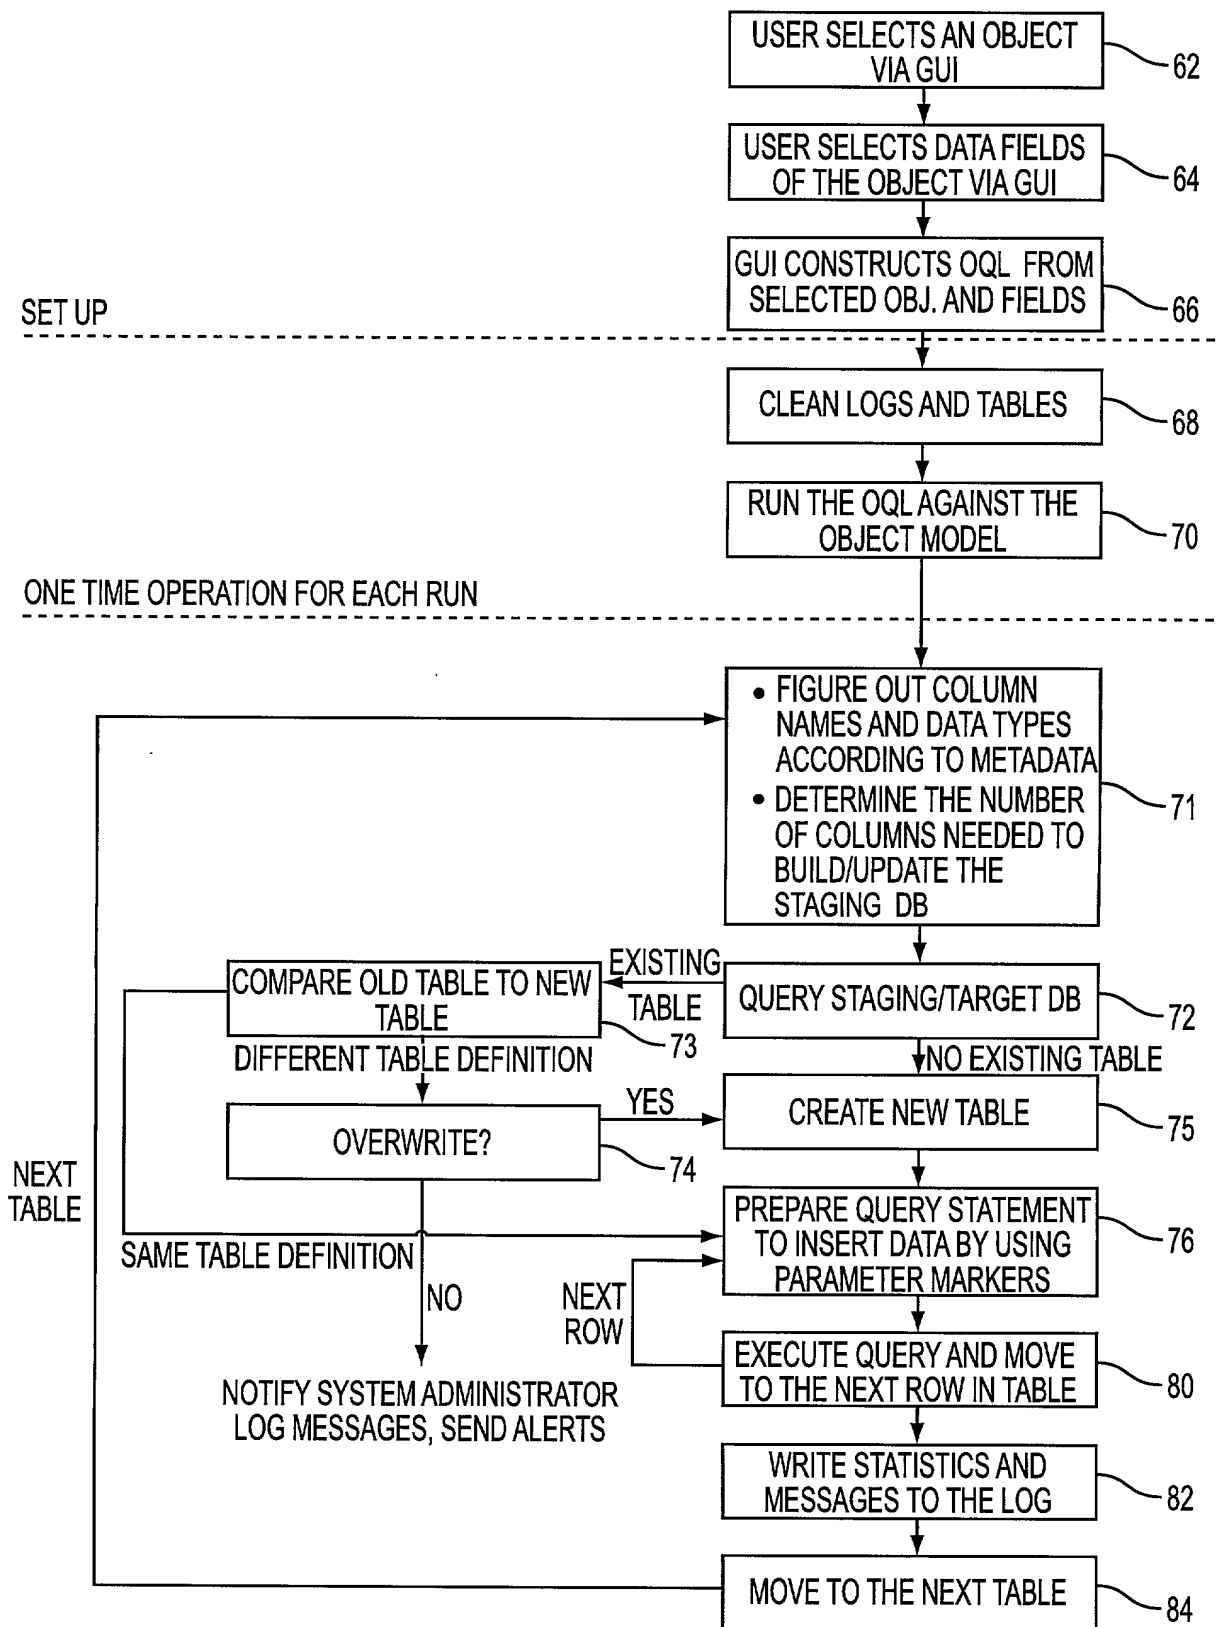 USER SELECTS AN OBJECT
VIA GUI
62
USER SELECTS DATA FIELDS
OF THE OBJECT VIA GUI
64
GUI CONSTRUCTS OQL FROM
SELECTED OBJ. AND FIELDS
66
SET UP
CLEAN LOGS AND TABLES
68
RUN THE OQL AGAINST THE
OBJECT MODEL
70
ONE TIME OPERATION FOR EACH RUN
• FIGURE OUT COLUMN
NAMES AND DATA TYPES
ACCORDING TO METADATA
• DETERMINE THE NUMBER
OF COLUMNS NEEDED TO
BUILD/UPDATE THE
STAGING DB
71
EXISTING
TABLE
COMPARE OLD TABLE TO NEW
TABLE
73
QUERY STAGING/TARGET DB
72
DIFFERENT TABLE DEFINITION
NO EXISTING TABLE
OVERWRITE?
74
YES
CREATE NEW TABLE
75
NEXT
TABLE
SAME TABLE DEFINITION
PREPARE QUERY STATEMENT
TO INSERT DATA BY USING
PARAMETER MARKERS
76
NO
NEXT
ROW
EXECUTE QUERY AND MOVE
TO THE NEXT ROW IN TABLE
80
NOTIFY SYSTEM ADMINISTRATOR
LOG MESSAGES, SEND ALERTS
WRITE STATISTICS AND
MESSAGES TO THE LOG
82
MOVE TO THE NEXT TABLE
84